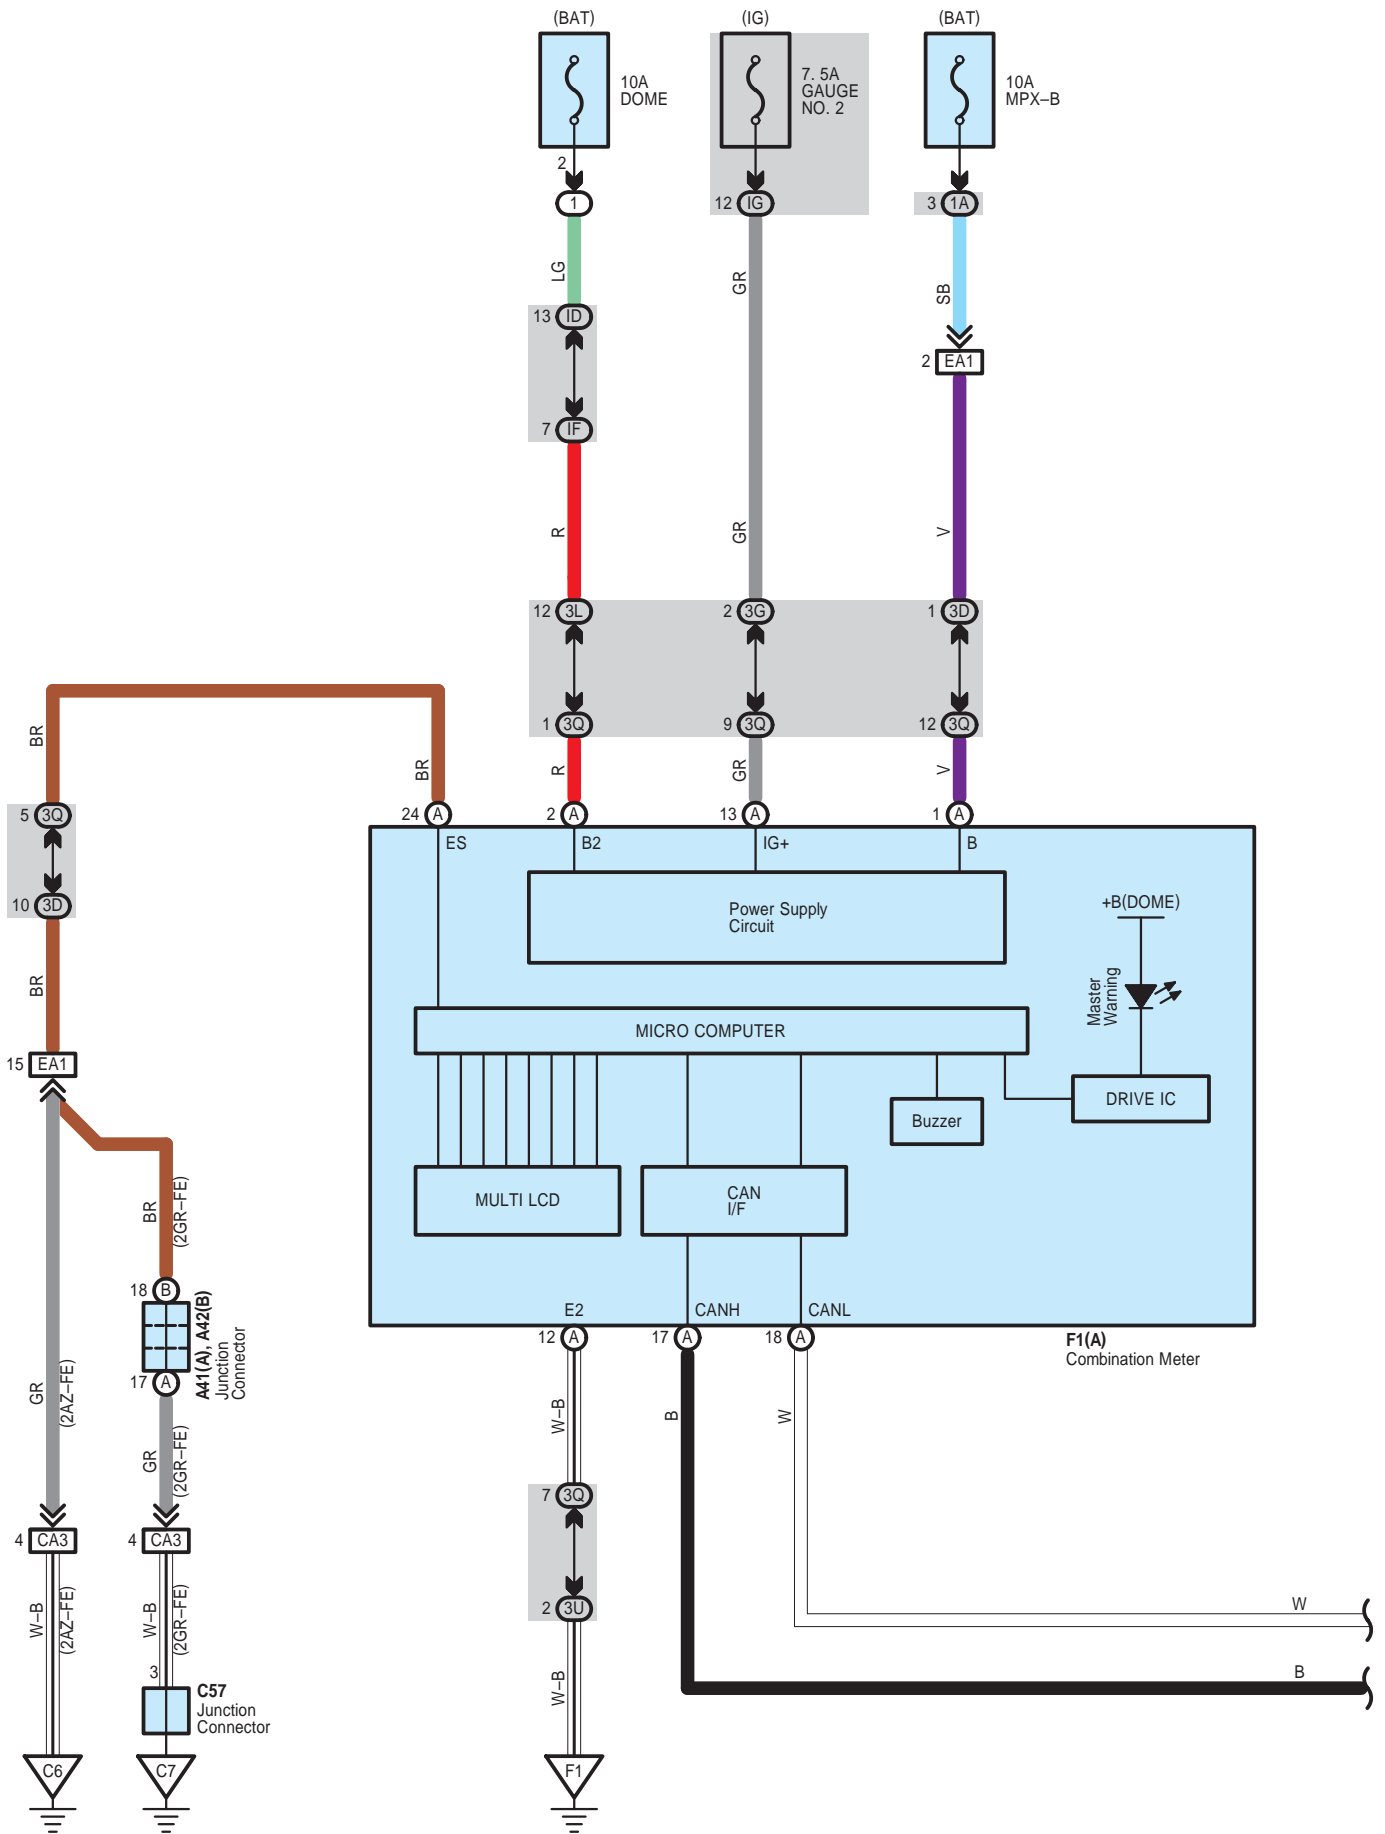 (BAT)
(IG)
(BAT)
10A
DOME
7. 5A
GAUGE
NO. 2
10A
MPX–B
2
1
12 IG
3 1A
LG
GR
SB
13 ID
2 EA1
7 IF
R
GR
V
12 3L
2 3G
1 3D
1 3Q
9 3Q
12 3Q
BR
BR
R
GR
V
5 3Q
24 A
2 A
13 A
1 A
ES
B2
IG+
B
10 3D
Power Supply
Circuit
+B(DOME)
BR
Master
Warning
MICRO COMPUTER
15 EA1
DRIVE IC
Buzzer
MULTI LCD
CAN
I/F
BR
(2GR–FE)
18 B
A41(A), A42(B)
Junction
Connector
17 A
E2
CANH
CANL
12 A
17 A
18 A
F1(A)
Combination Meter
GR
(2AZ–FE)
GR
(2GR–FE)
W–B
B
W
7 3Q
4 CA3
4 CA3
2 3U
W–B
(2AZ–FE)
W–B
(2GR–FE)
W
B
3
C57
Junction
Connector
W–B
C6
C7
F1